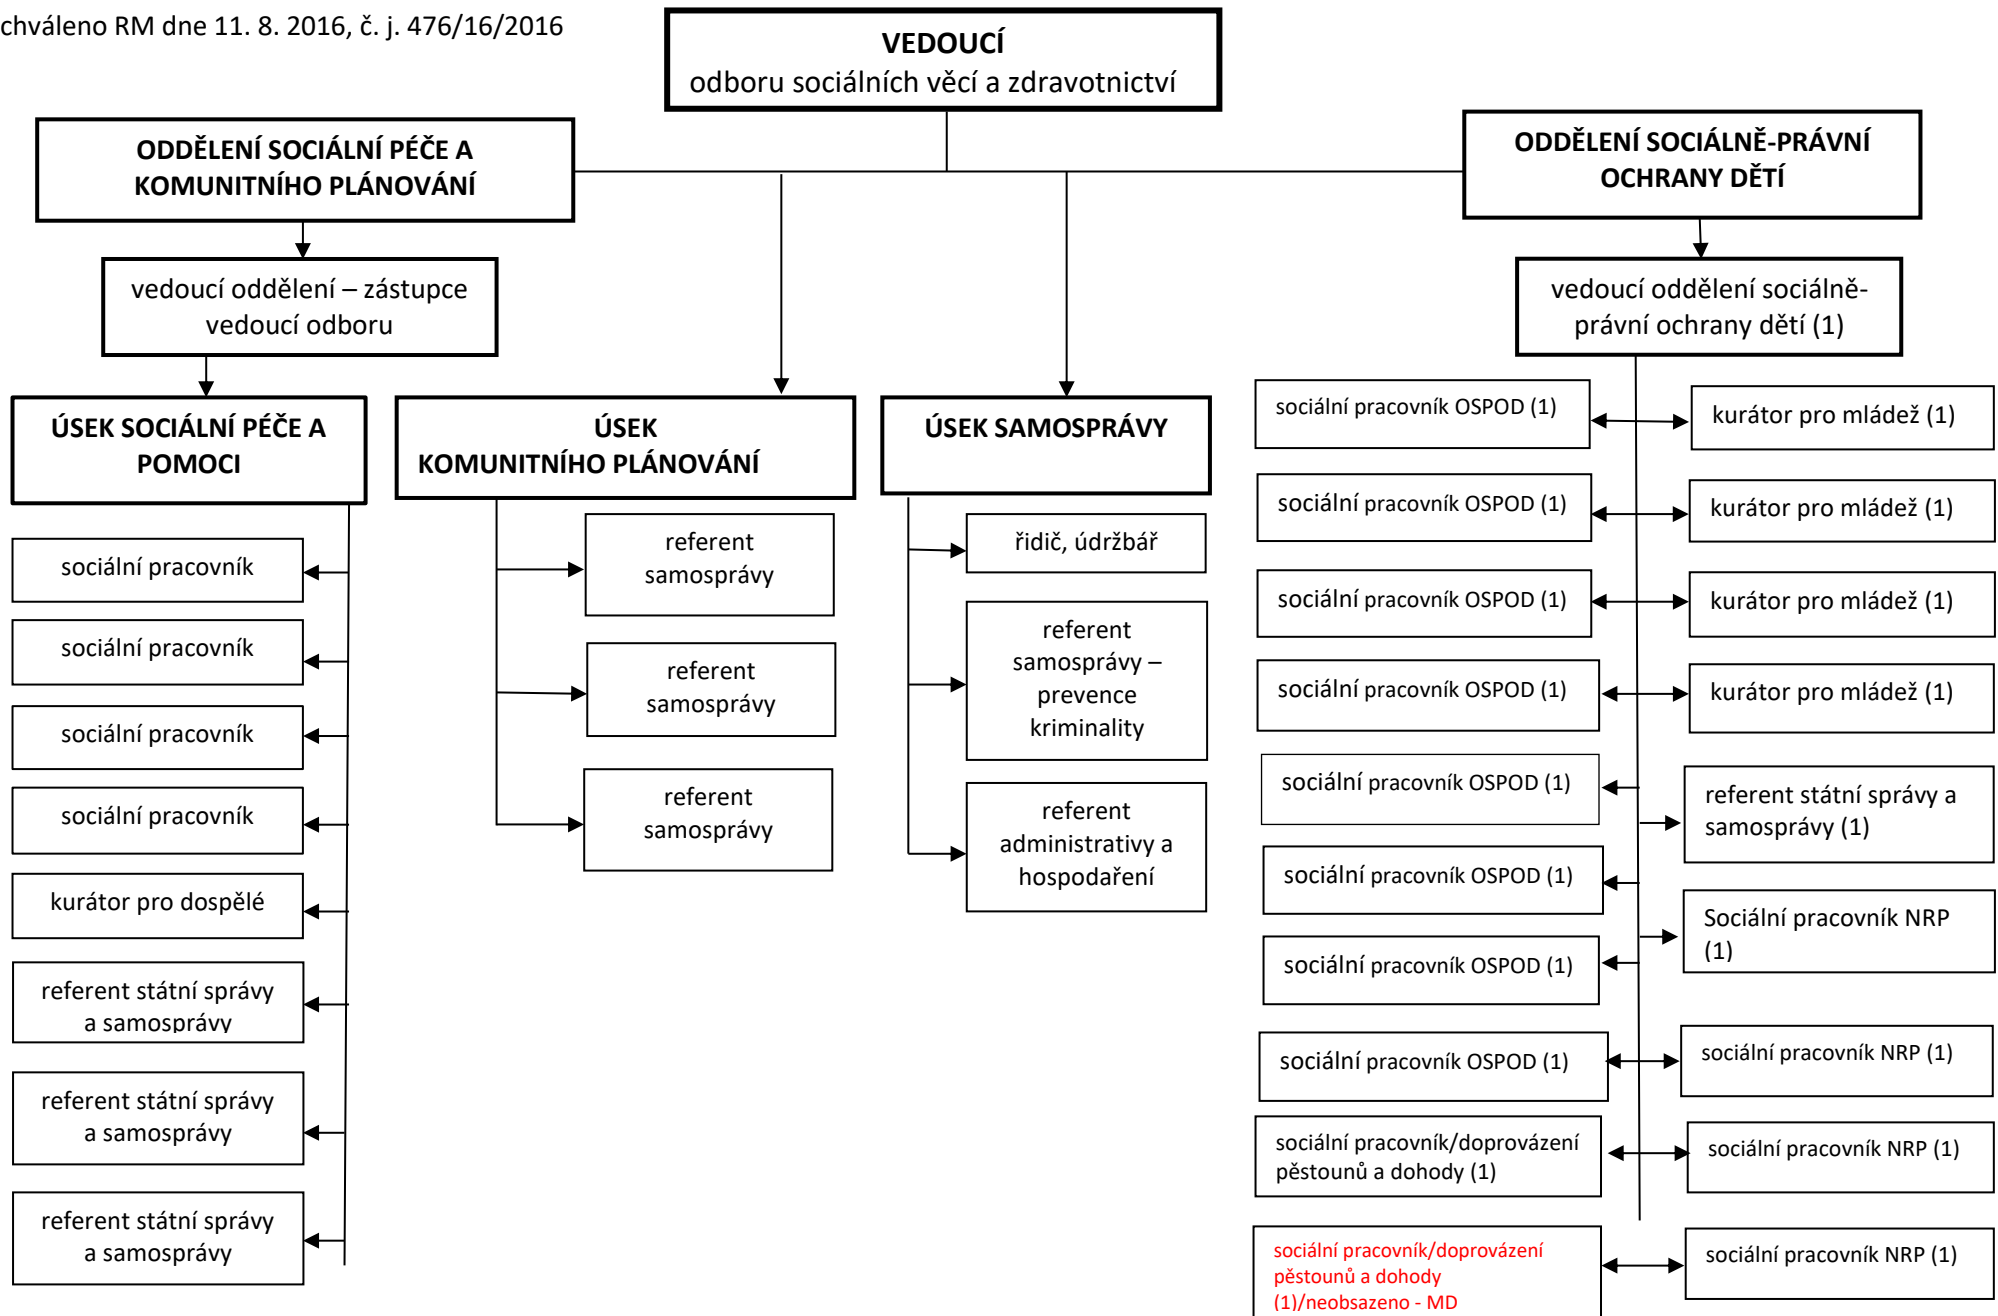 chváleno RM dne 11. 8. 2016, č. j. 476/16/2016
VEDOUCÍ
odboru sociálních věcí a zdravotnictví
ODDĚLENÍ SOCIÁLNÍ PÉČE A
KOMUNITNÍHO PLÁNOVÁNÍ
ODDĚLENÍ SOCIÁLNĚ-PRÁVNÍ
OCHRANY DĚTÍ
vedoucí oddělení – zástupce
vedoucí odboru
vedoucí oddělení sociálně-
právní ochrany dětí (1)
ÚSEK SOCIÁLNÍ PÉČE A
POMOCI
sociální pracovník
sociální pracovník
sociální pracovník
sociální pracovník
kurátor pro dospělé
referent státní správy
a samosprávy
referent státní správy
a samosprávy
referent státní správy
a samosprávy
ÚSEK
KOMUNITNÍHO PLÁNOVÁNÍ
referent
samosprávy
referent
samosprávy
referent
samosprávy
ÚSEK SAMOSPRÁVY
řidič, údržbář
referent
samosprávy –
prevence
kriminality
referent
administrativy a
hospodaření
sociální pracovník OSPOD (1)
sociální pracovník OSPOD (1)
sociální pracovník OSPOD (1)
sociální pracovník OSPOD (1)
sociální pracovník OSPOD (1)
sociální pracovník OSPOD (1)
sociální pracovník OSPOD (1)
sociální pracovník OSPOD (1)
sociální pracovník/doprovázení
pěstounů a dohody (1)
sociální pracovník/doprovázení
pěstounů a dohody
(1)/neobsazeno - MD
kurátor pro mládež (1)
kurátor pro mládež (1)
kurátor pro mládež (1)
kurátor pro mládež (1)
referent státní správy a
samosprávy (1)
Sociální pracovník NRP
(1)
sociální pracovník NRP (1)
sociální pracovník NRP (1)
sociální pracovník NRP (1)